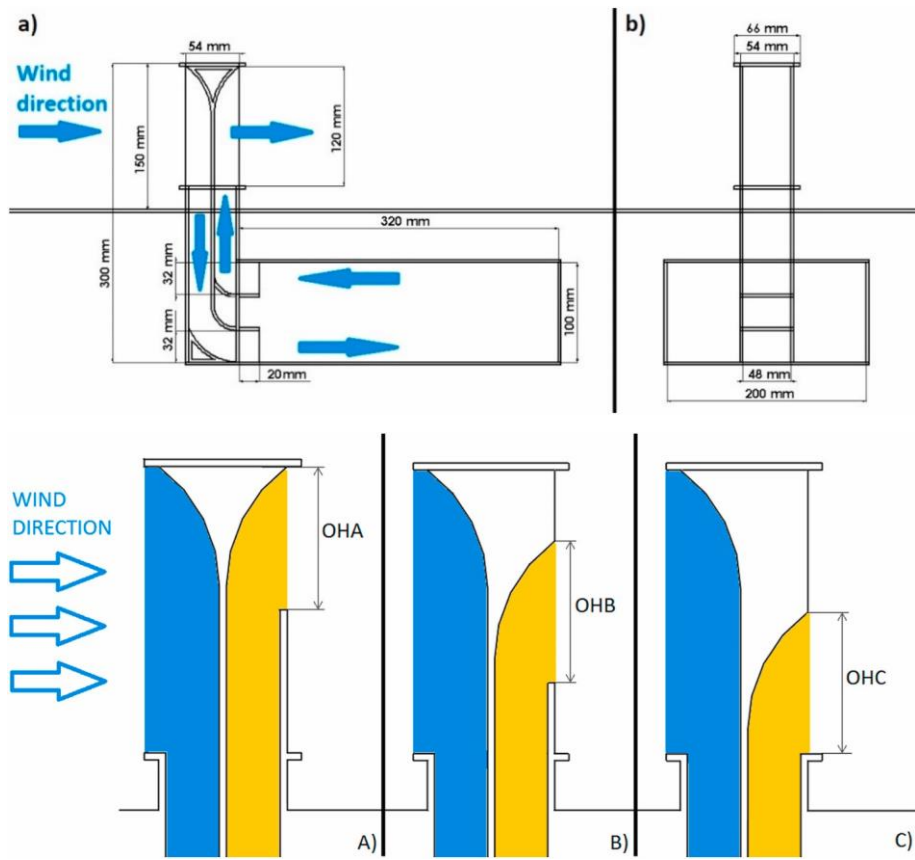 a)
54 mm
Wind
direction
150 mm
120 mm
300 mm
320 mm
32 mm
32 mm
100 mm
20mm
b)
66 mm
54 mm
48 mm
200 mm
WIND
DIRECTION
OHA
A)
OHB
B)
OHC
C)